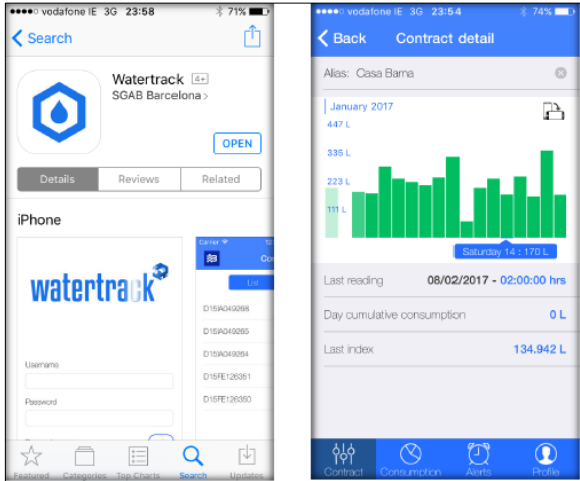 vodafone IE 3G 23:58 71%
Search
Watertrack 4+
SGAB Barcelona >
OPEN
Details Reviews Related
iPhone
watertrack
Username
Password
Carrier
Co
List
D15IA049268
D15IA049265
D15IA049264
D15FE126351
D15FE126350
Featured Categories Top Charts Search Updates
vodafone IE 3G 23:54 74%
Back Contract detail
Alias: Casa Barna
January 2017
447 L
335 L
223 L
111 L
Saturday 14 : 170 L
Last reading 08/02/2017 - 02:00:00 hrs
Day cumulative consumption 0 L
Last index 134.942 L
Contract Consumption Alerts Profile